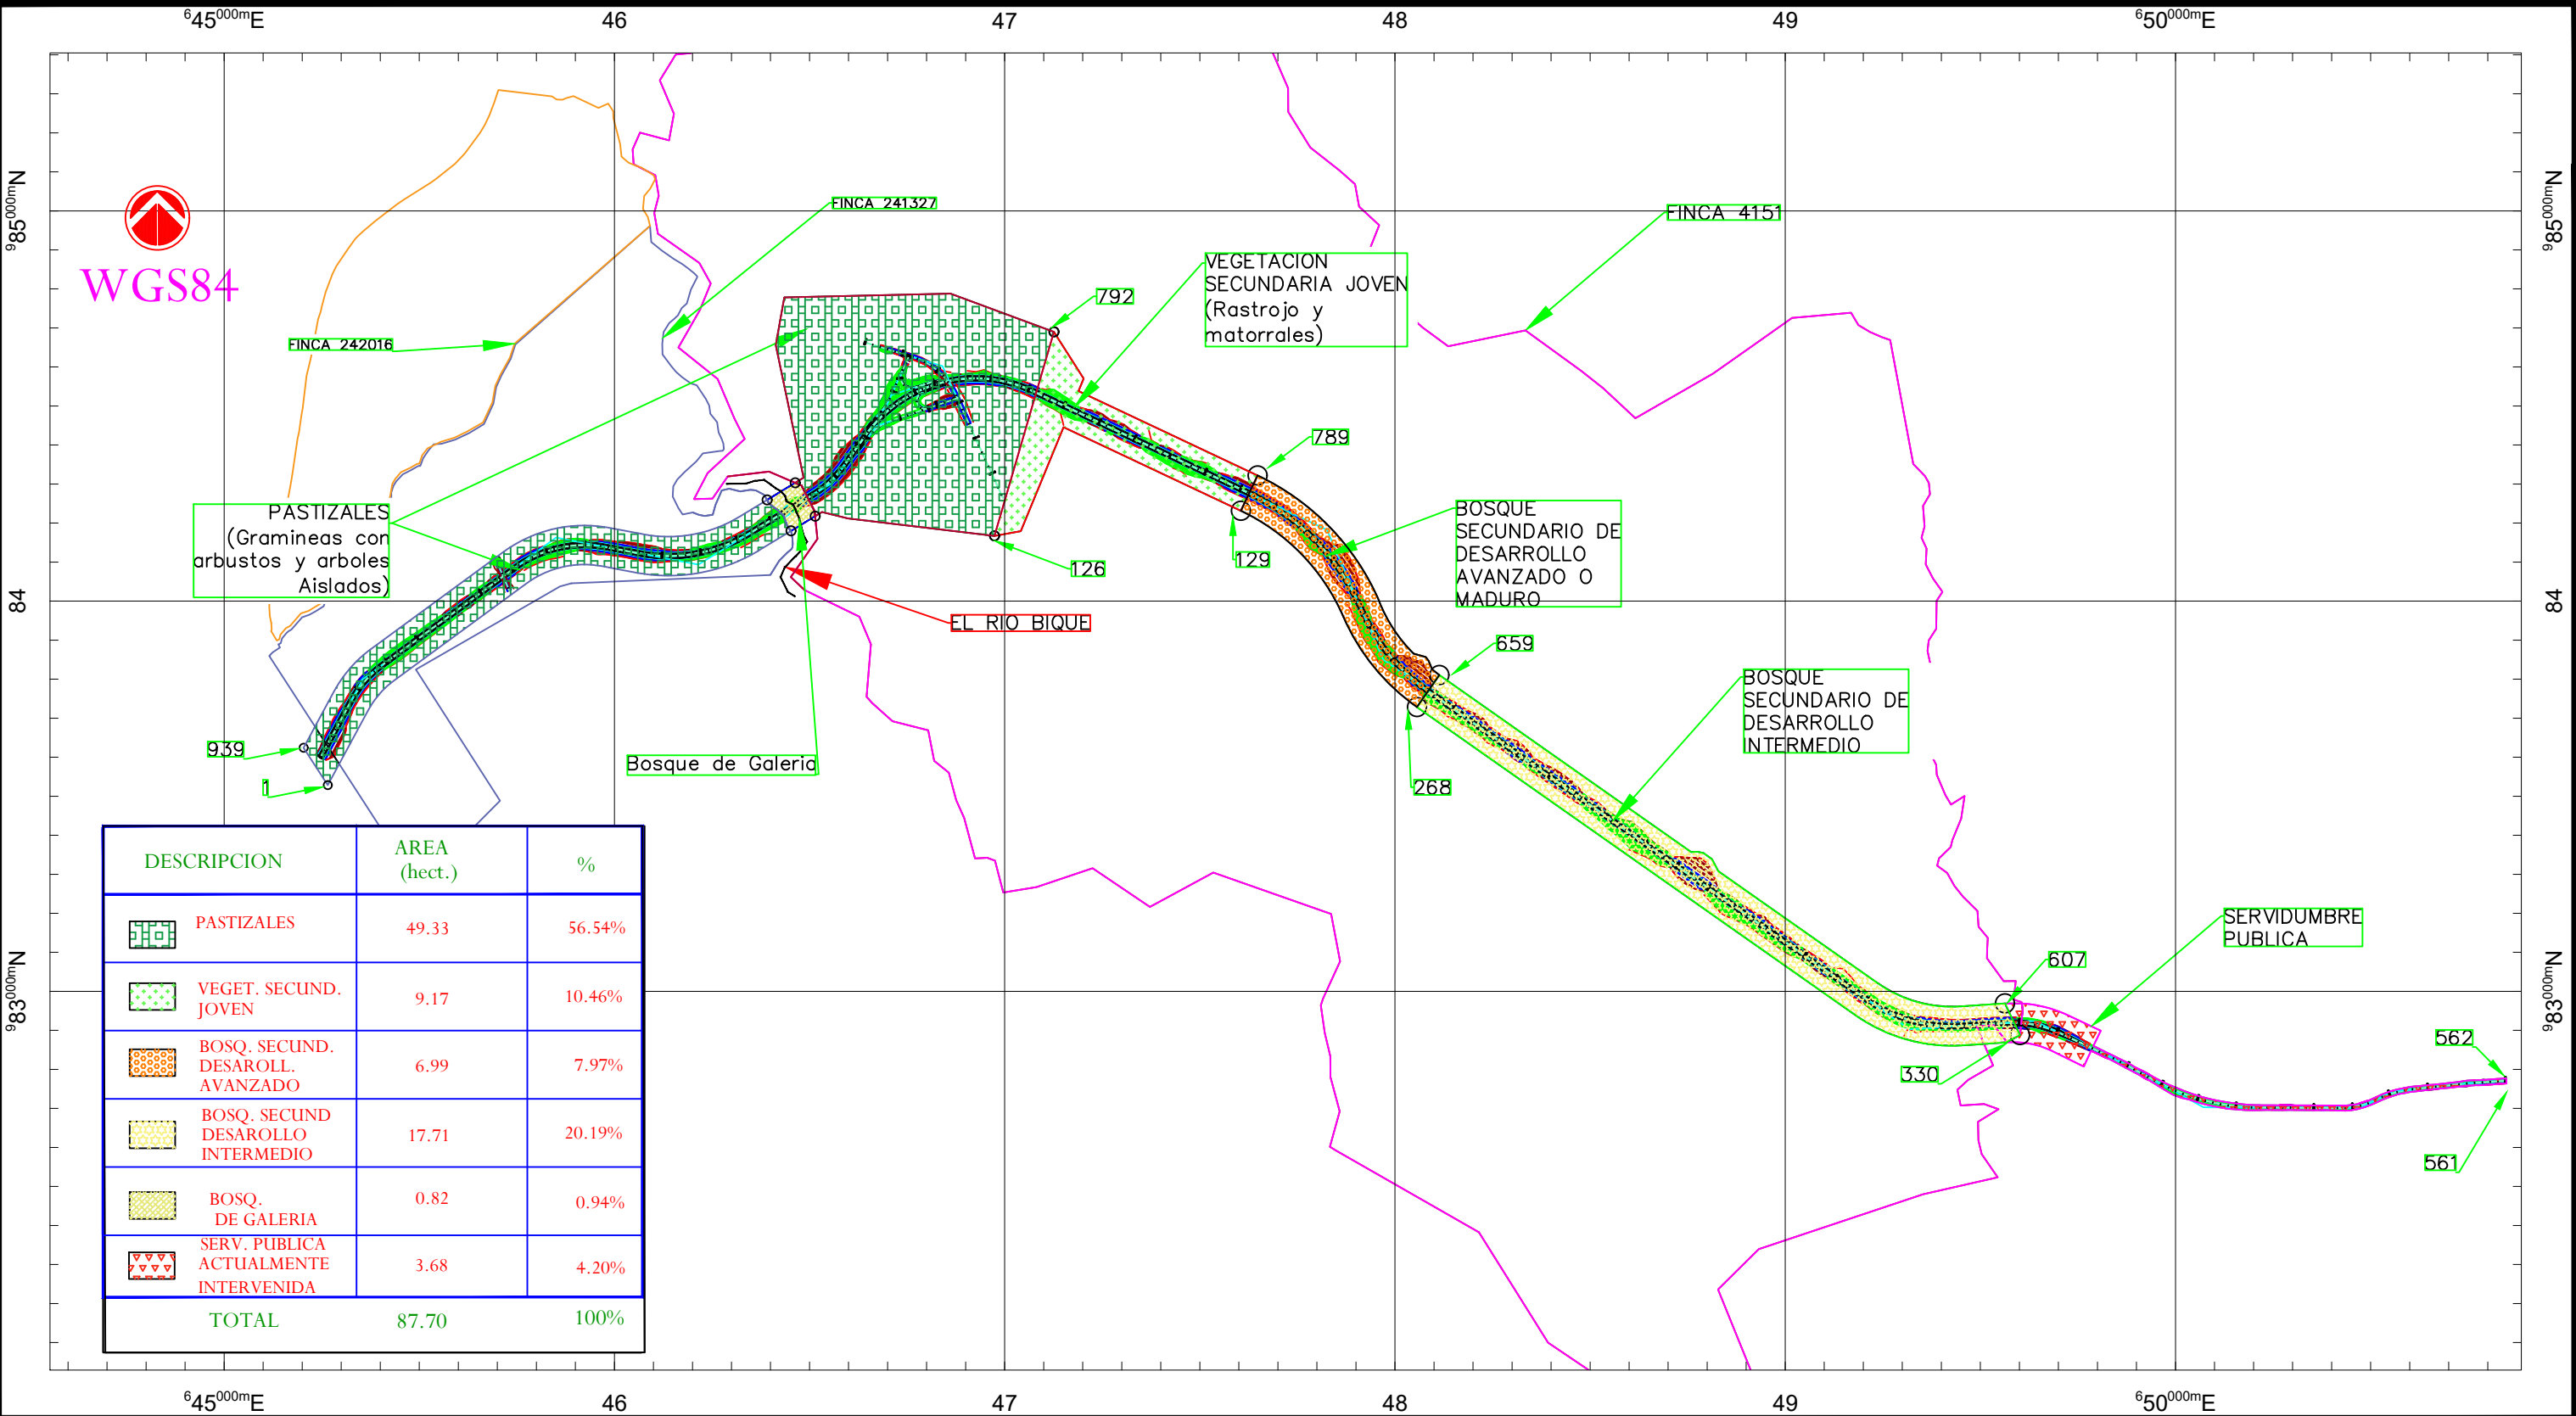 645000mE 46 47 48 49 650000mE
985000mN
985000mN
WGS84
FINCA 241327
FINCA 4151
FINCA 242016
VEGETACION
SECUNDARIA JOVEN
(Rastrojo y
matorrales)
792
789
PASTIZALES
(Gramineas con
arbustos y arboles
Aislados)
BOSQUE
SECUNDARIO DE
DESARROLLO
AVANZADO O
MADURO
129
126
84
84
EL RIO BIQUE
659
BOSQUE
SECUNDARIO DE
DESARROLLO
INTERMEDIO
939
1
Bosque de Galeria
268
SERVIDUMBRE
PUBLICA
607
983000mN
983000mN
330
562
561
DESCRIPCION AREA (hect.) %
PASTIZALES 49.33 56.54%
VEGET. SECUND.
JOVEN 9.17 10.46%
BOSQ. SECUND.
DESAROLL.
AVANZADO 6.99 7.97%
BOSQ. SECUND
DESAROLLO
INTERMEDIO 17.71 20.19%
BOSQ.
DE GALERIA 0.82 0.94%
SERV. PUBLICA
ACTUALMENTE
INTERVENIDA 3.68 4.20%
TOTAL 87.70 100%
645000mE 46 47 48 49 650000mE